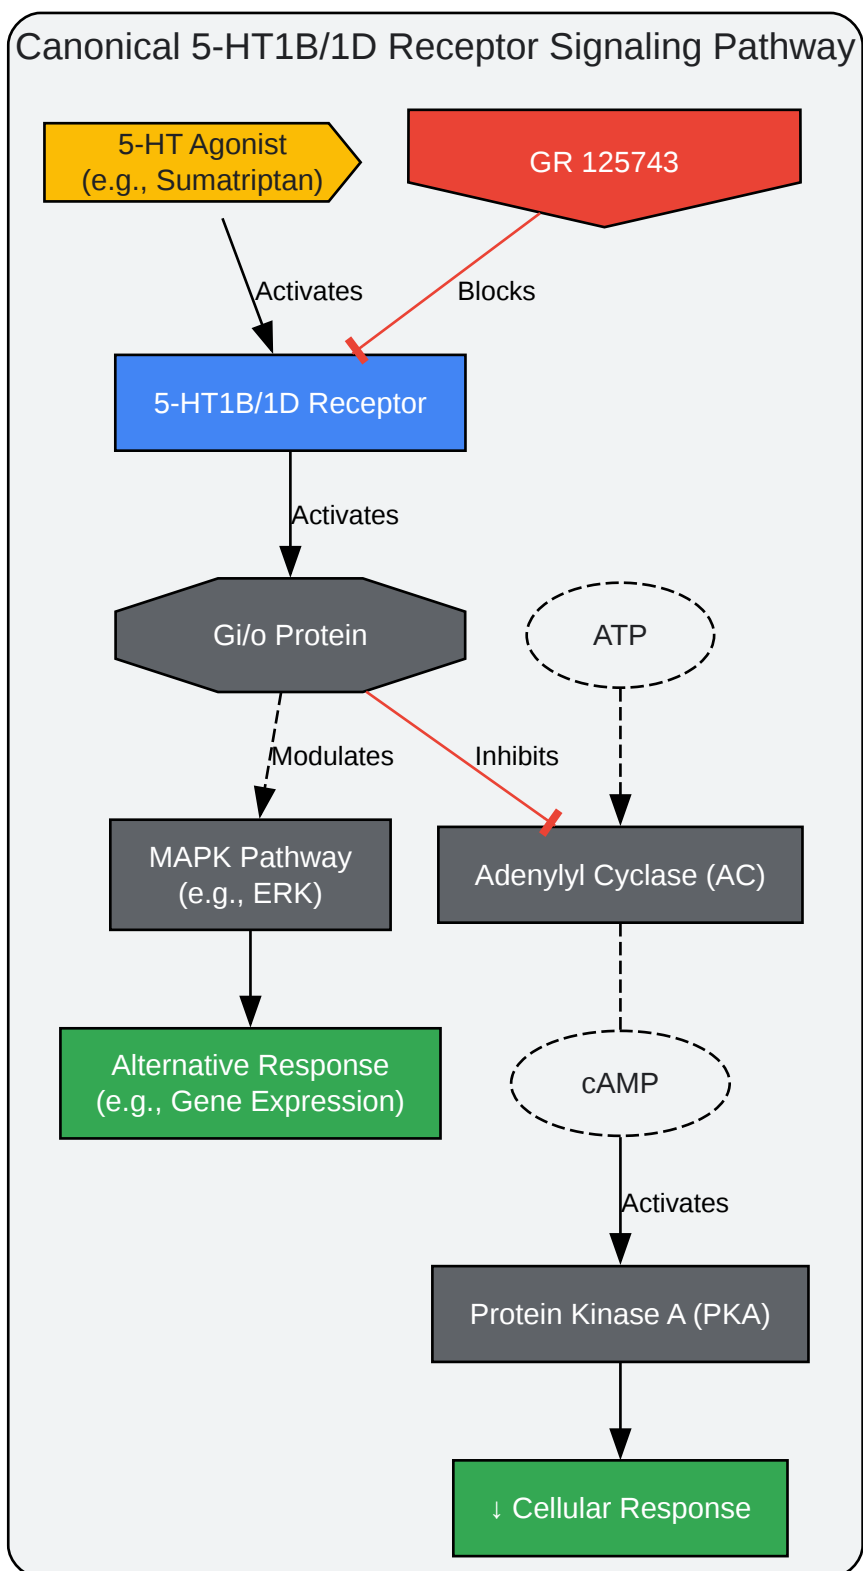 Canonical 5-HT1B/1D Receptor Signaling Pathway
5-HT Agonist
(e.g., Sumatriptan)
GR 125743
Activates
Blocks
5-HT1B/1D Receptor
Activates
Gi/o Protein
ATP
Modulates
Inhibits
MAPK Pathway
(e.g., ERK)
Adenylyl Cyclase (AC)
Alternative Response
(e.g., Gene Expression)
cAMP
Activates
Protein Kinase A (PKA)
↓ Cellular Response